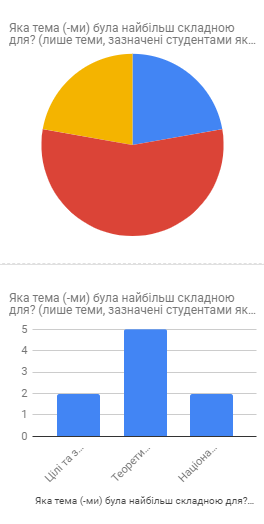 Яка тема (-ми) була найбільш складною
для? (лише теми, зазначені студентами як...
Яка тема (-ми) була найбільш складною
для? (лише теми, зазначені студентами як...
5
4
3
2
1
0
Цілі та з...
Теорети...
Націона...
Яка тема (-ми) була найбільш складною для?...